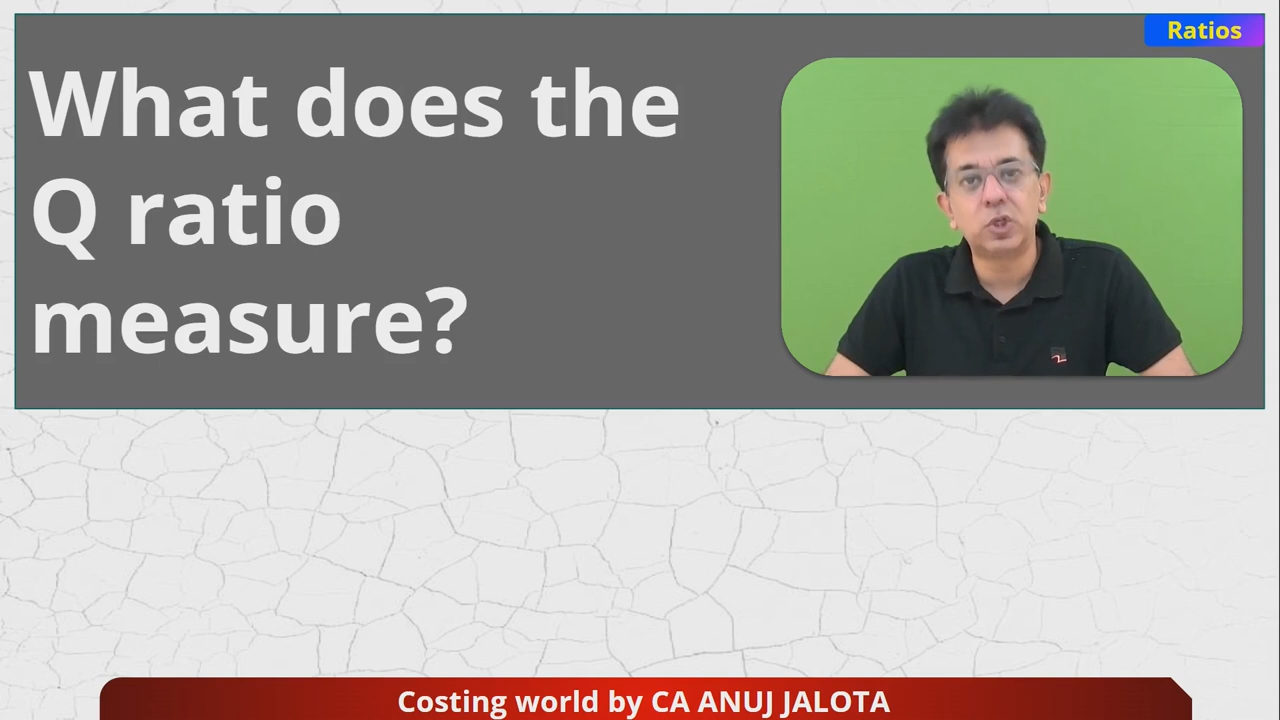 Ratios
What does the
Q ratio
measure?
Costing world by CA ANUJ JALOTA